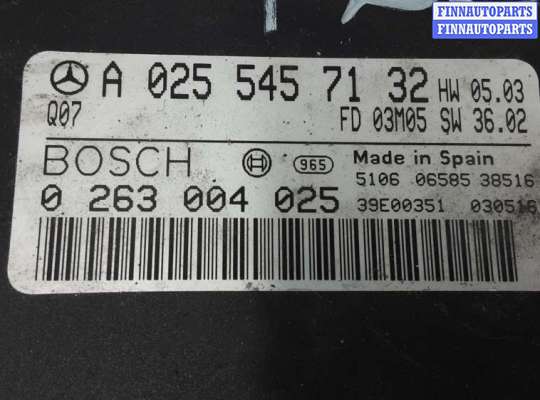 FINNAUTOPARTS
FINNAUTOPARTS
A 025 545 71 32 HW 05.03
Q07 FD 03M05 SW 36.02
BOSCH 965 Made in Spain
5106 06585 38516
0 263 004 025 39E00351 030516